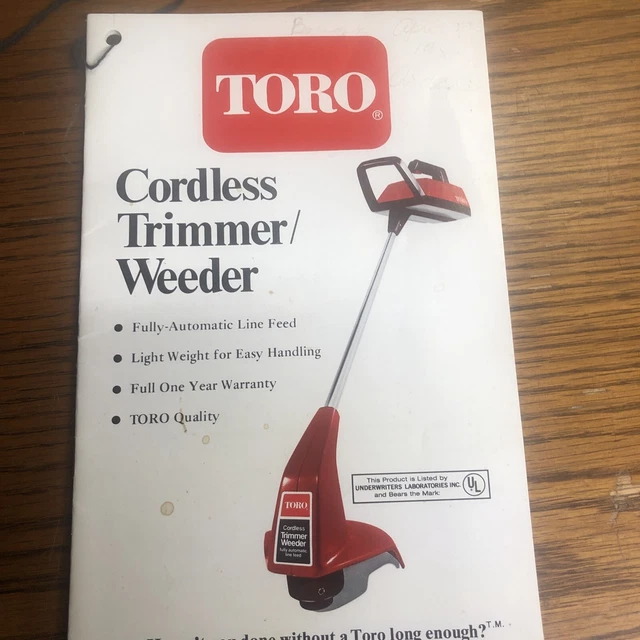 TORO®
Cordless
Trimmer/
Weeder
• Fully-Automatic Line Feed
• Light Weight for Easy Handling
• Full One Year Warranty
• TORO Quality
This Product is Listed by
UNDERWRITERS LABORATORIES INC.
and Bears the Mark:
UL
TORO
Cordless
Trimmer
Weeder
fully automatic
line feed
done without a Toro long enough?T.M.